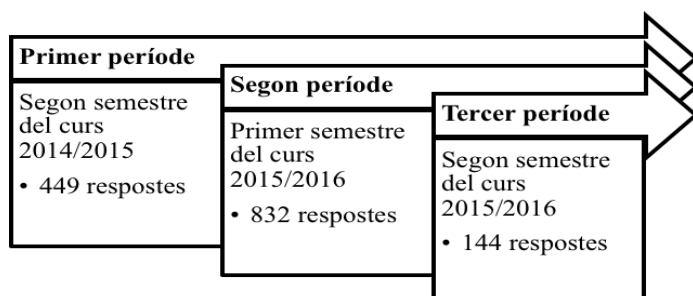 Primer període
Segon semestre
del curs
2014/2015
• 449 respostes
Segon període
Primer semestre
del curs
2015/2016
• 832 respostes
Tercer període
Segon semestre
del curs
2015/2016
• 144 respostes